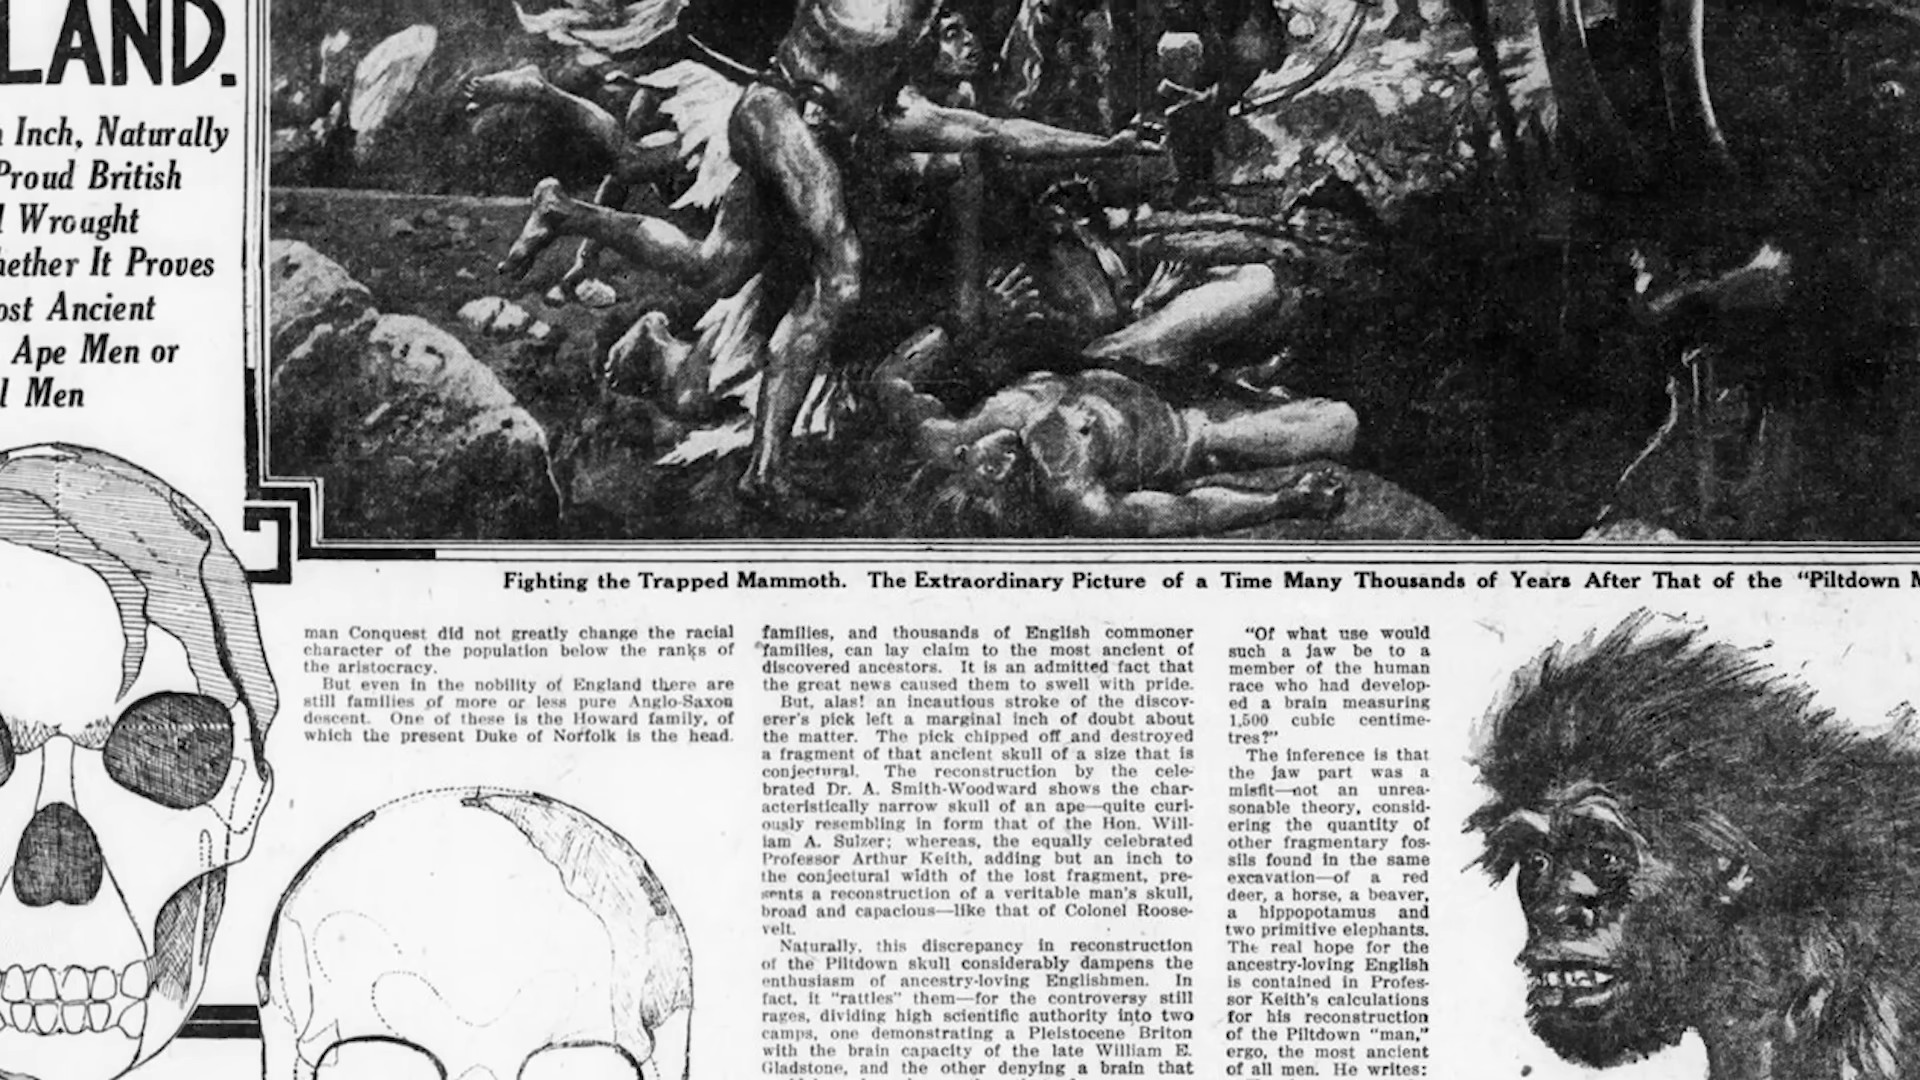 LAND.
Inch, Naturally
Proud British
Wrought
hether It Proves
ost Ancient
Ape Men or
Men
Fighting the Trapped Mammoth. The Extraordinary Picture of a Time Many Thousands of Years After That of the "Piltdown M
man Conquest did not greatly change the racial
character of the population below the ranks of
the aristocracy.
But even in the nobility of England there are
still families of more or less pure Anglo-Saxon
descent. One of these is the Howard family, of
which the present Duke of Norfolk is the head.
families, and thousands of English commoner
families, can lay claim to the most ancient of
discovered ancestors. It is an admitted fact that
the great news caused them to swell with pride.
But, alas! an incautious stroke of the discov-
erer's pick left a marginal inch of doubt about
the matter. The pick chipped off and destroyed
a fragment of that ancient skull of a size that is
conjectural. The reconstruction by the cele-
brated Dr. A. Smith-Woodward shows the char-
acteristically narrow skull of an ape—quite curi-
ously resembling in form that of the Hon. Will-
iam A. Sulzer; whereas, the equally celebrated
Professor Arthur Keith, adding but an inch to
the conjectural width of the lost fragment, pre-
sents a reconstruction of a veritable man's skull,
broad and capacious—like that of Colonel Roose-
velt.
Naturally, this discrepancy in reconstruction
of the Piltdown skull considerably dampens the
enthusiasm of ancestry-loving Englishmen. In
fact, it "rattles" them—for the controversy still
rages, dividing high scientific authority into two
camps, one demonstrating a Pleistocene Briton
with the brain capacity of the late William E.
Gladstone, and the other denying a brain that
"Of what use would
such a jaw be to a
member of the human
race who had develop-
ed a brain measuring
1,500 cubic centime-
tres?"
The inference is that
the jaw part was a
misfit—not an unrea-
sonable theory, consid-
ering the quantity of
other fragmentary fos-
sils found in the same
excavation—of a red
deer, a horse, a beaver,
a hippopotamus and
two primitive elephants.
The real hope for the
ancestry-loving English
is contained in Profes-
sor Keith's calculations
for his reconstruction
of the Piltdown "man,"
ergo, the most ancient
of all men. He writes: